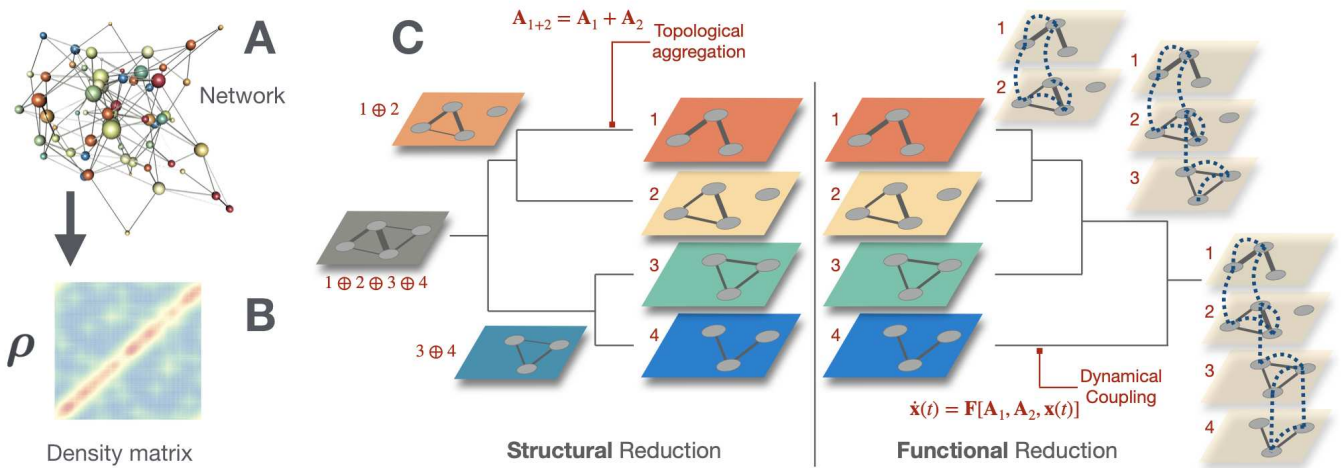 A
Network
ρ
B
Density matrix
C
𝐀₁₊₂ = 𝐀₁ + 𝐀₂
Topological
aggregation
1 ⊕ 2
1 ⊕ 2 ⊕ 3 ⊕ 4
3 ⊕ 4
1
2
3
4
Structural Reduction
1
2
3
4
1
2
1
2
3
1
2
3
4
Dynamical
Coupling
𝐱̇(t) = 𝐅[𝐀₁, 𝐀₂, 𝐱(t)]
Functional Reduction